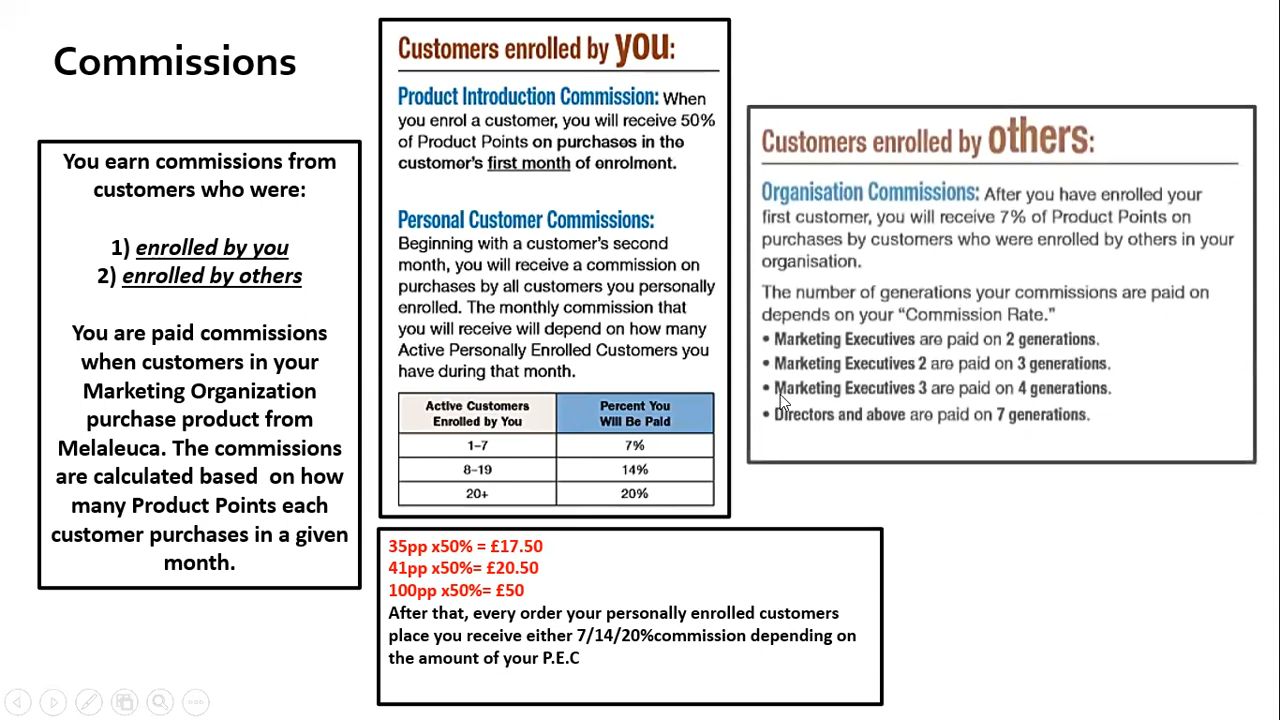 Commissions
You earn commissions from
customers who were:
1) enrolled by you
2) enrolled by others
You are paid commissions
when customers in your
Marketing Organization
purchase product from
Melaleuca. The commissions
are calculated based on how
many Product Points each
customer purchases in a given
month.
Customers enrolled by you:
Product Introduction Commission: When
you enrol a customer, you will receive 50%
of Product Points on purchases in the
customer's first month of enrolment.
Personal Customer Commissions:
Beginning with a customer's second
month, you will receive a commission on
purchases by all customers you personally
enrolled. The monthly commission that
you will receive will depend on how many
Active Personally Enrolled Customers you
have during that month.
Active Customers Percent You
Enrolled by You Will Be Paid
1–7 7%
8–19 14%
20+ 20%
35pp x50% = £17.50
41pp x50%= £20.50
100pp x50%= £50
After that, every order your personally enrolled customers
place you receive either 7/14/20%commission depending on
the amount of your P.E.C
Customers enrolled by others:
Organisation Commissions: After you have enrolled your
first customer, you will receive 7% of Product Points on
purchases by customers who were enrolled by others in your
organisation.
The number of generations your commissions are paid on
depends on your “Commission Rate.”
• Marketing Executives are paid on 2 generations.
• Marketing Executives 2 are paid on 3 generations.
• Marketing Executives 3 are paid on 4 generations.
• Directors and above are paid on 7 generations.